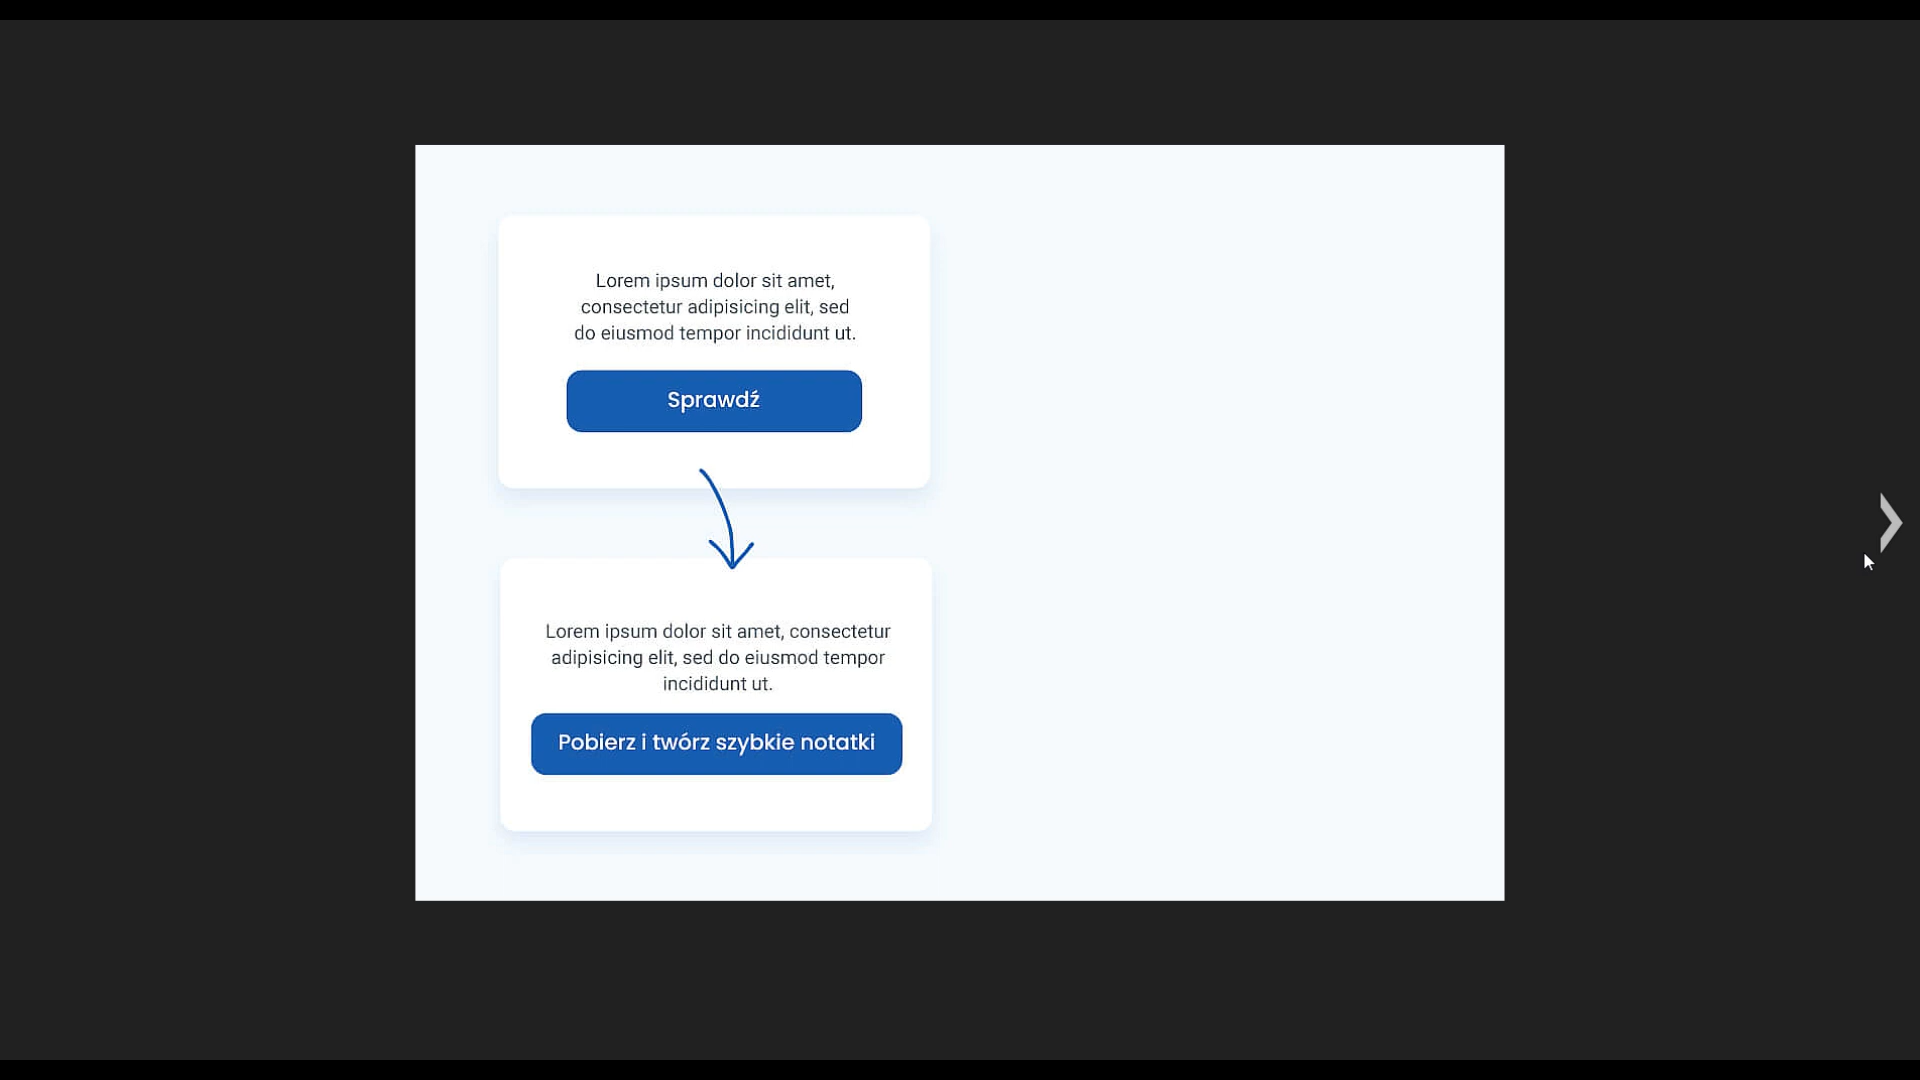 Lorem ipsum dolor sit amet,
consectetur adipisicing elit, sed
do eiusmod tempor incididunt ut.
Sprawdź
Lorem ipsum dolor sit amet, consectetur
adipisicing elit, sed do eiusmod tempor
incididunt ut.
Pobierz i twórz szybkie notatki